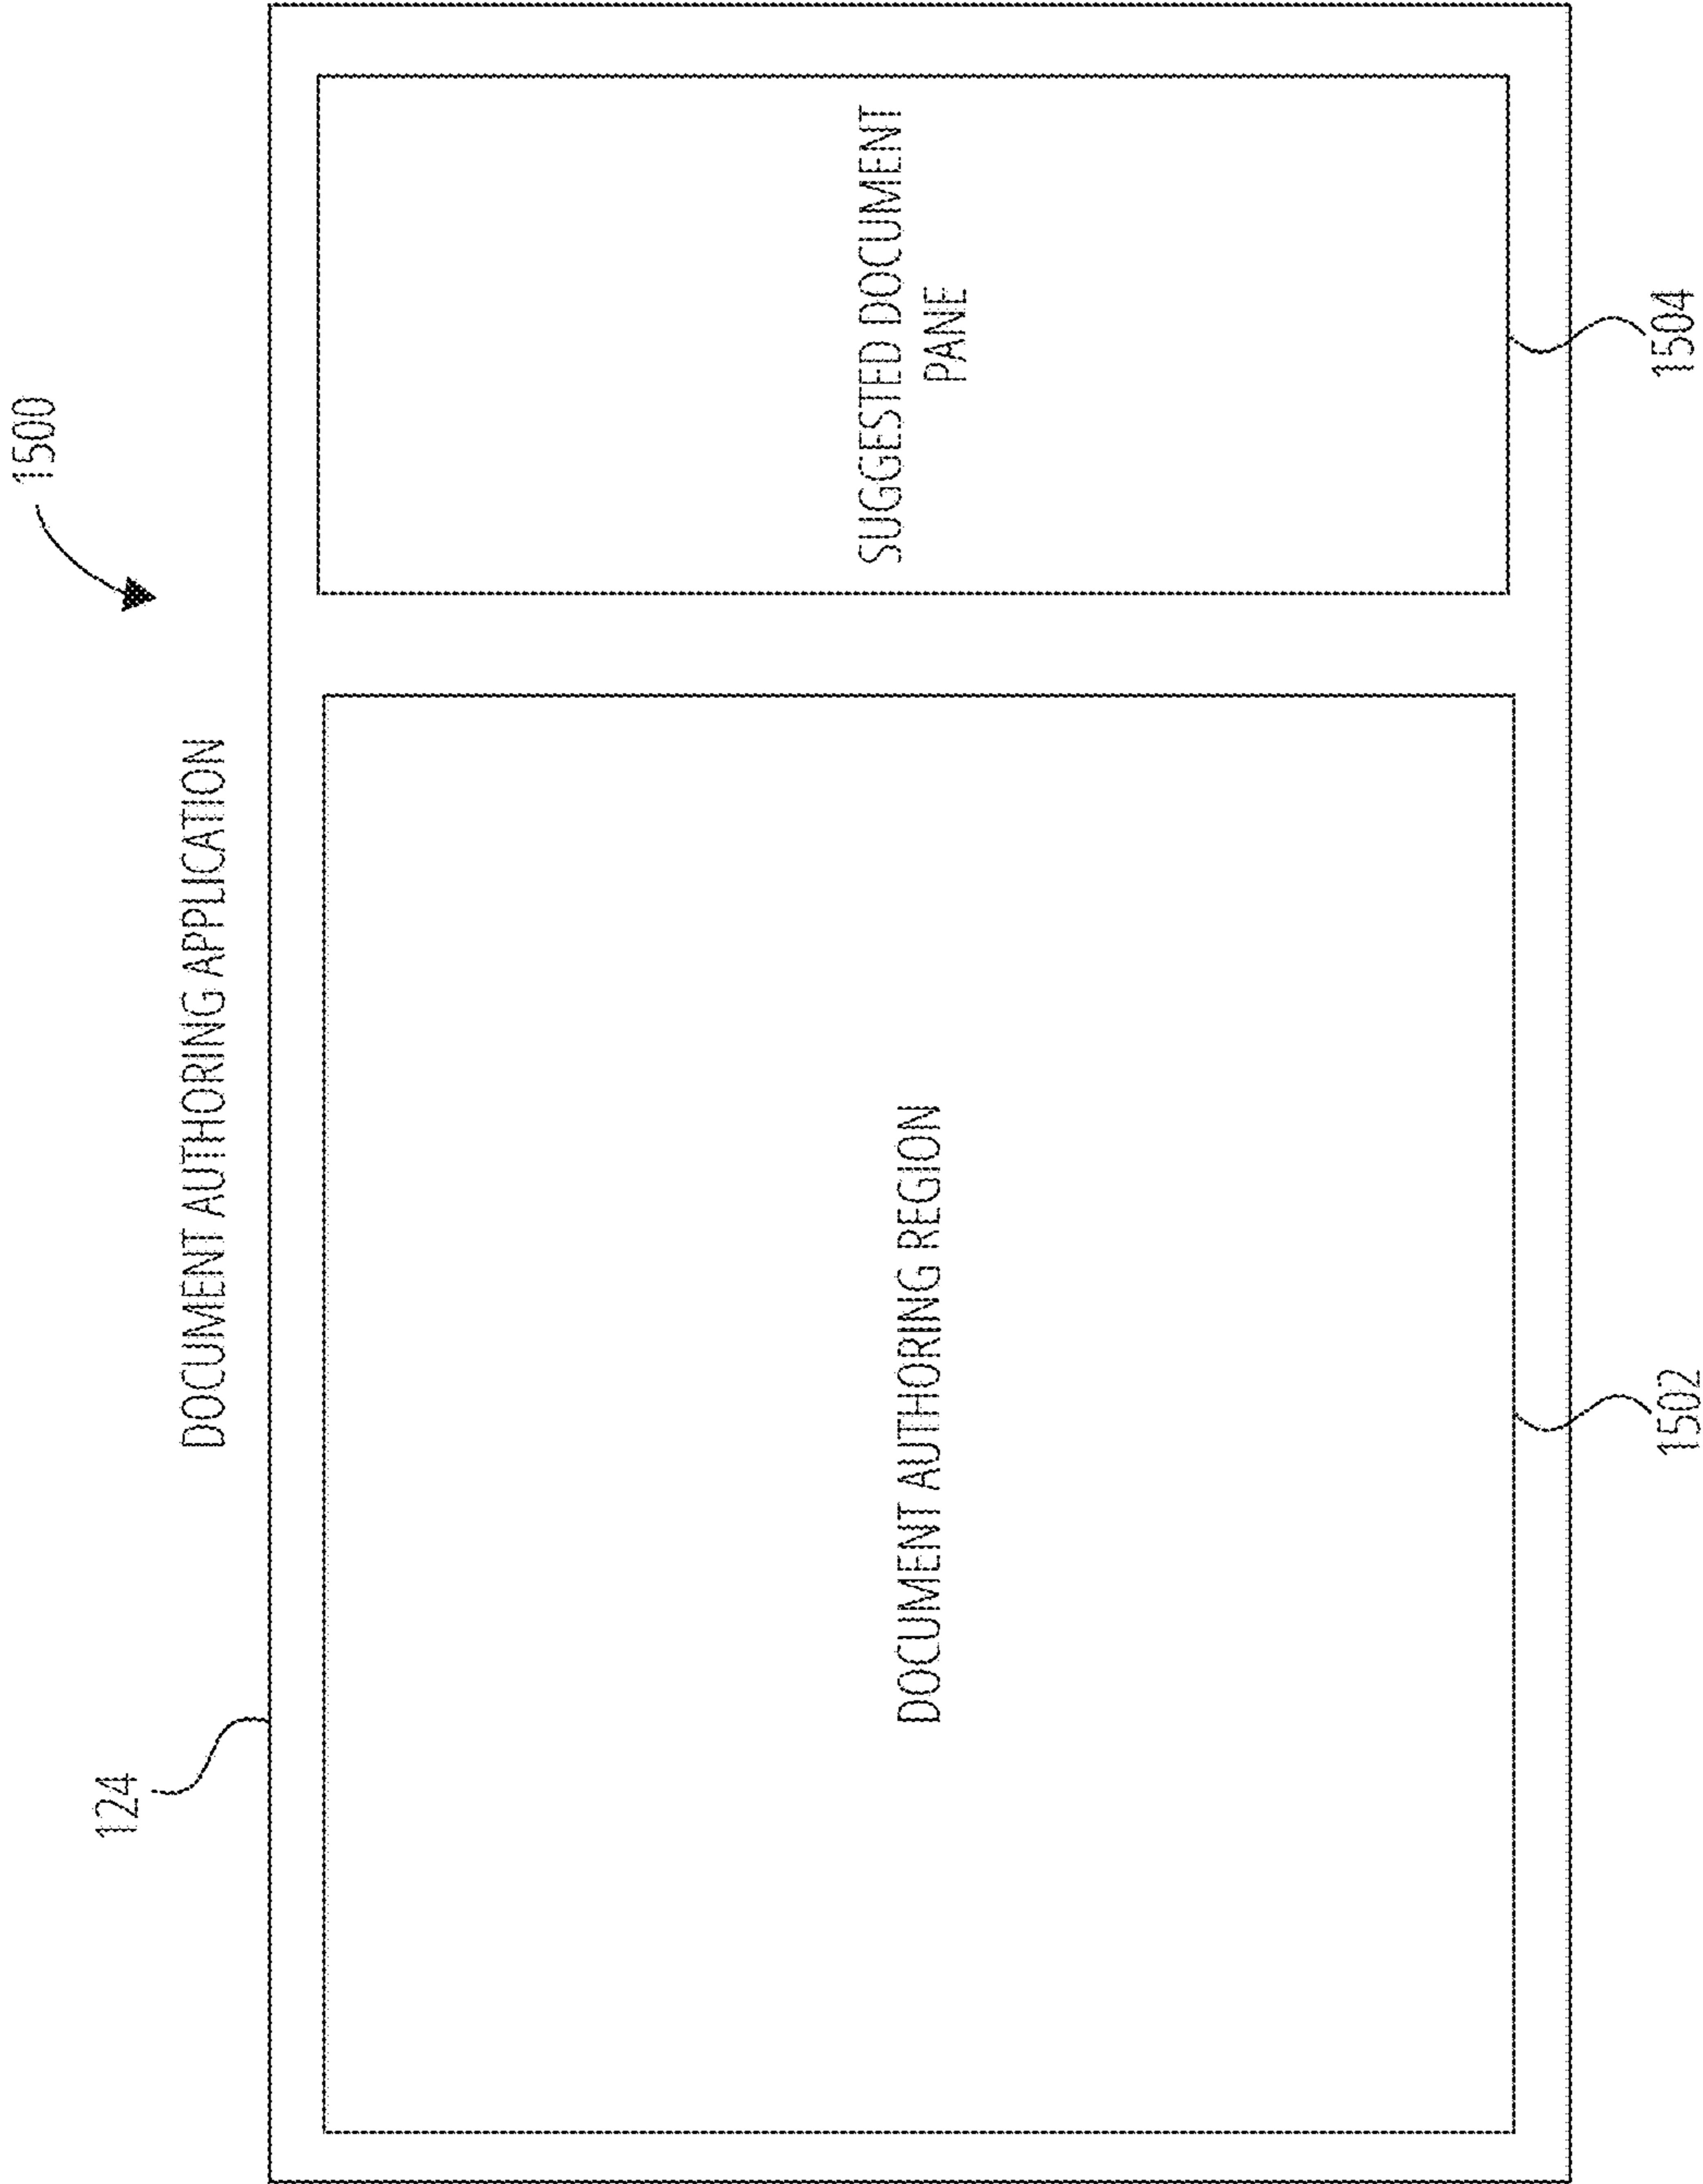 1500
DOCUMENT AUTHORING APPLICATION
124
DOCUMENT AUTHORING REGION
SUGGESTED DOCUMENT
PANE
1502
1504